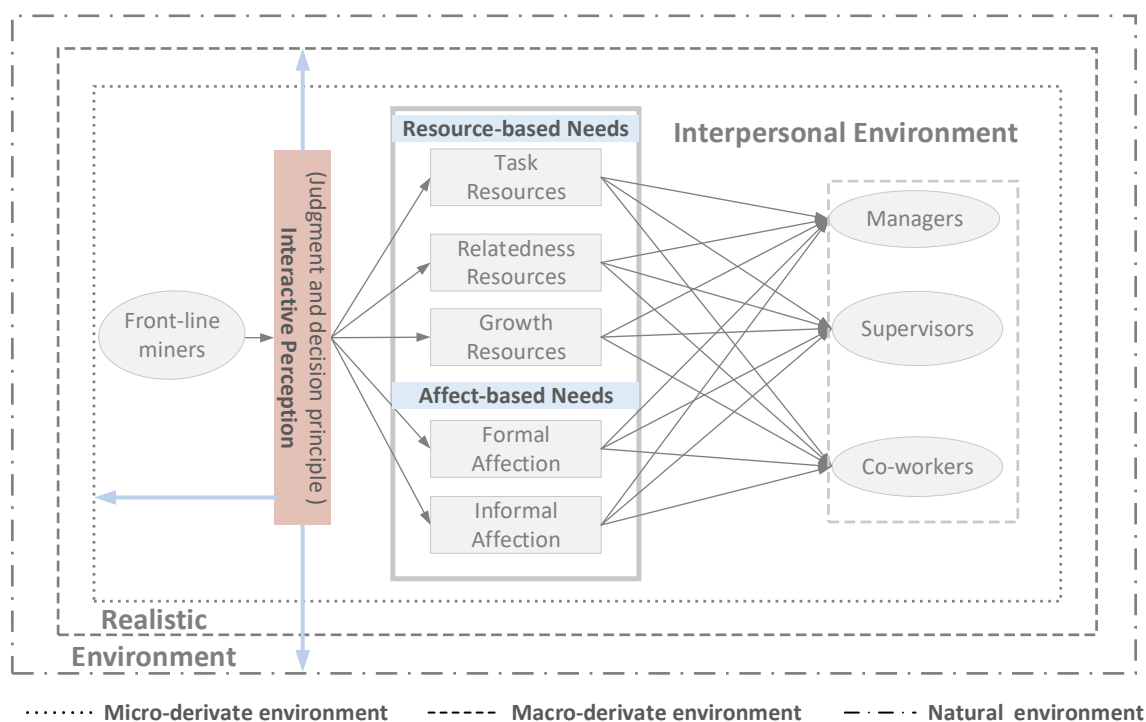 Resource-based Needs
Interpersonal Environment
Task
Resources
Relatedness
Resources
Growth
Resources
Affect-based Needs
Formal
Affection
Informal
Affection
Front-line
miners
Interactive Perception
(Judgment and decision principle )
Managers
Supervisors
Co-workers
Realistic
Environment
Micro-derivate environment
Macro-derivate environment
Natural environment